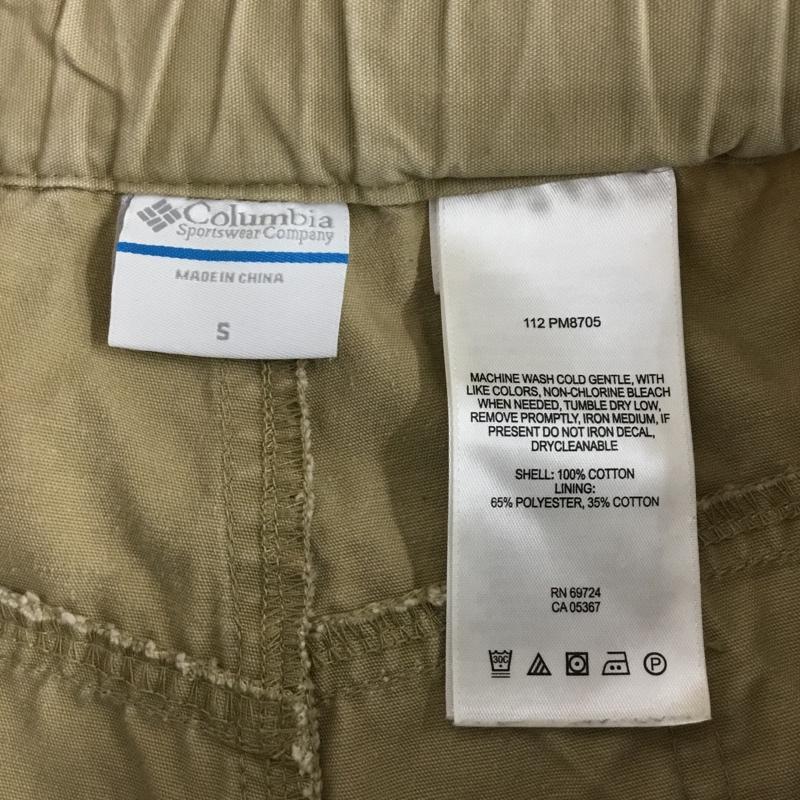 Columbia
Sportswear Company
MADE IN CHINA
S
112 PM8705
MACHINE WASH COLD GENTLE, WITH
LIKE COLORS, NON-CHLORINE BLEACH
WHEN NEEDED, TUMBLE DRY LOW,
REMOVE PROMPTLY, IRON MEDIUM, IF
PRESENT DO NOT IRON DECAL,
DRYCLEANABLE
SHELL: 100% COTTON
LINING:
65% POLYESTER, 35% COTTON
RN 69724
CA 05367
30C P